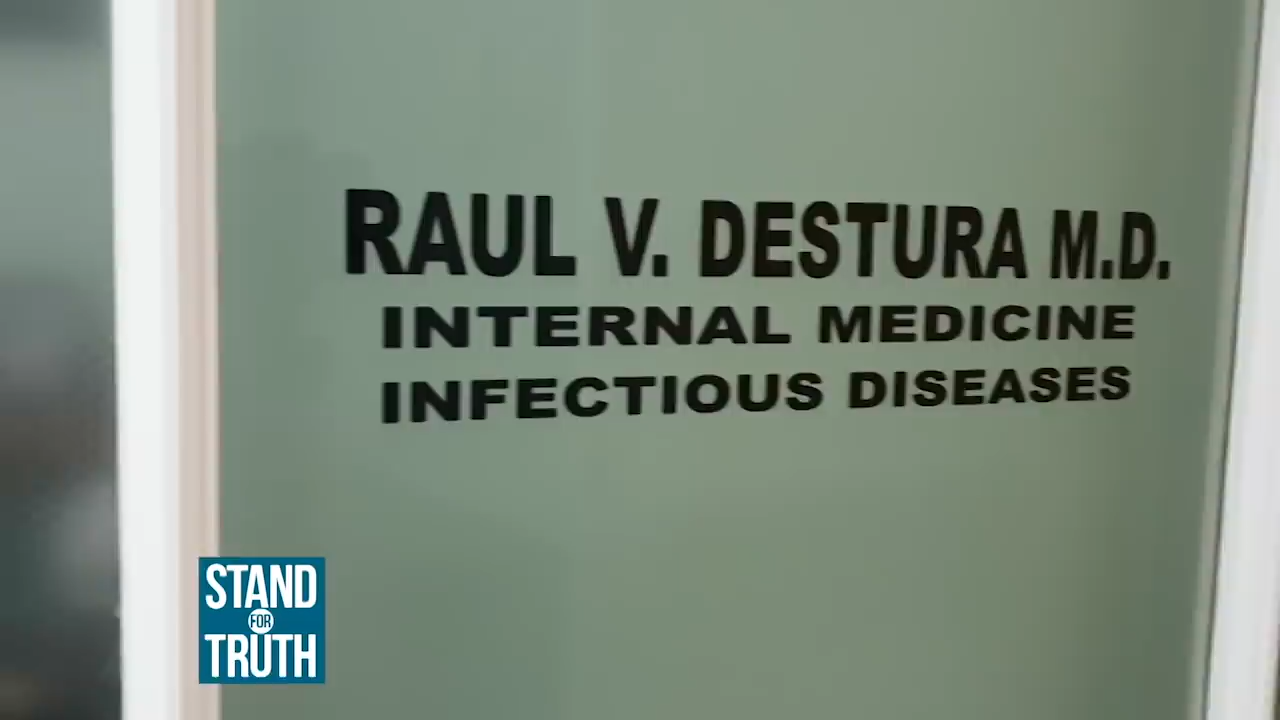 RAUL V. DESTURA M.D.
INTERNAL MEDICINE
INFECTIOUS DISEASES
STAND
FOR
TRUTH